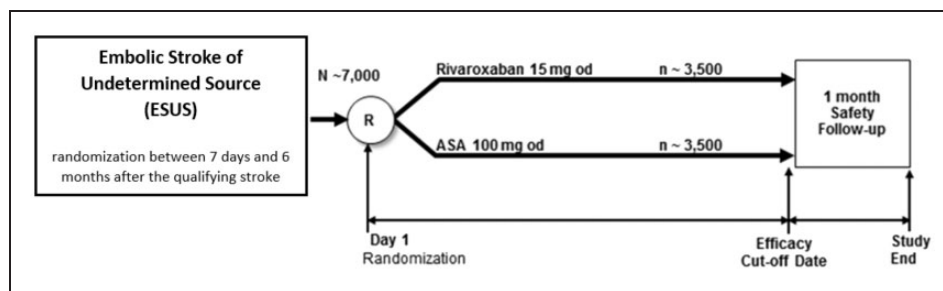 Embolic Stroke of
Undetermined Source
(ESUS)
randomization between 7 days and 6
months after the qualifying stroke
N ~7,000
R
Rivaroxaban 15 mg od n ~ 3,500
ASA 100 mg od n ~ 3,500
1 month
Safety
Follow-up
Day 1
Randomization
Efficacy
Cut-off Date
Study
End